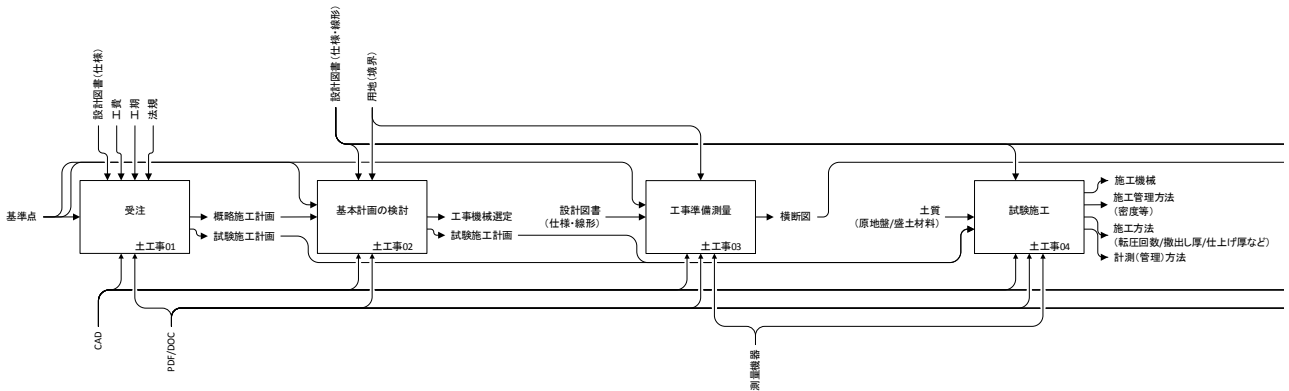 設計図書(仕様)
工費
工期
法規
設計図書(仕様・線形)
用地(境界)
基準点
受注
土工事01
概略施工計画
試験施工計画
基本計画の検討
土工事02
工事機械選定
試験施工計画
設計図書
(仕様・線形)
工事準備測量
土工事03
横断図
土質
(原地盤/盛土材料)
試験施工
土工事04
施工機械
施工管理方法
(密度等)
施工方法
(転圧回数/撒出し厚/仕上げ厚など)
計測(管理)方法
CAD
PDF/DOC
測量機器